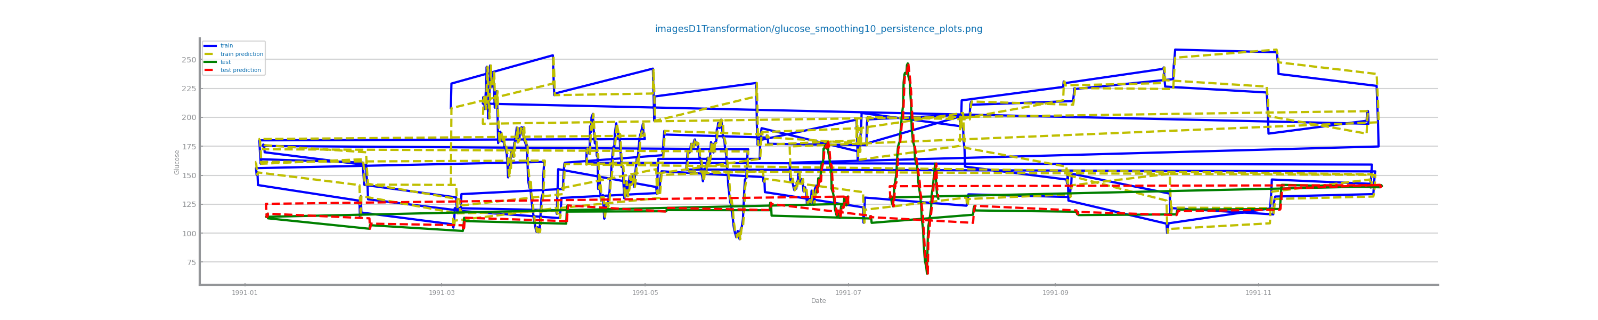 imagesD1Transformation/glucose_smoothing10_persistence_plots.png
train
train prediction
test
test prediction
250
225
200
175
150
125
100
75
Glucose
1991-01
1991-03
1991-05
1991-07
1991-09
1991-11
Date